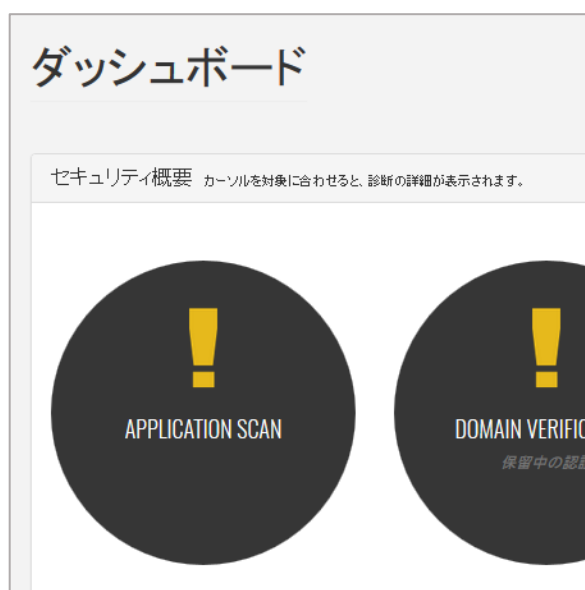 ダッシュボード
セキュリティ概要 カーソルを対象に合わせると、診断の詳細が表示されます。
!
!
APPLICATION SCAN
DOMAIN VERIFIC
保留中の認